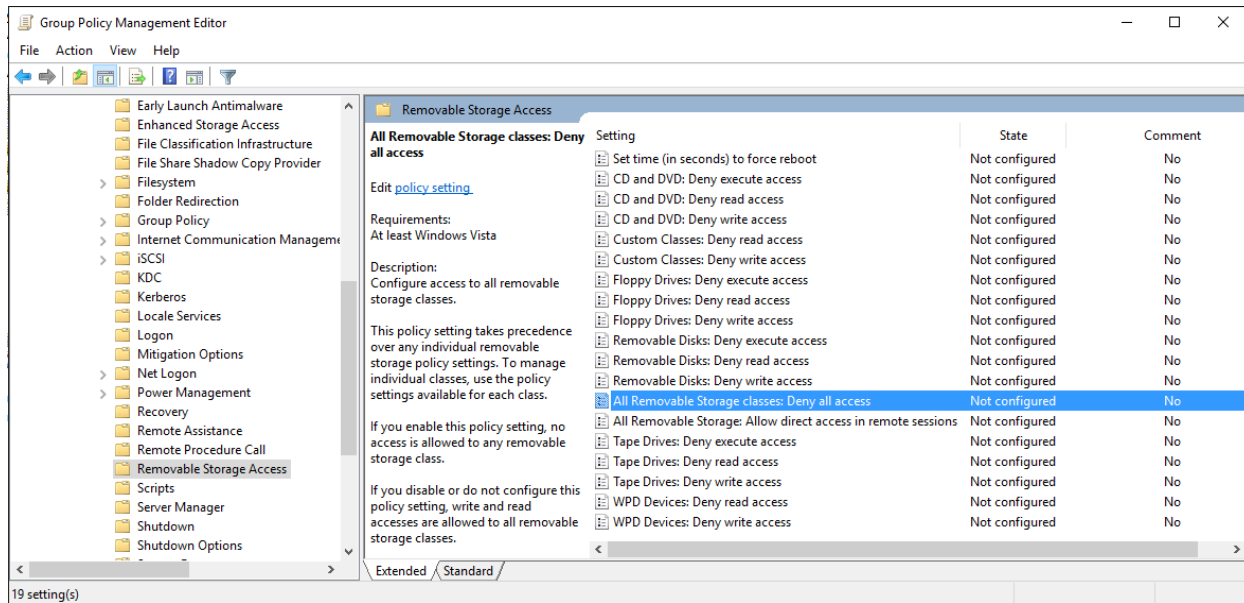 Group Policy Management Editor
File Action View Help
Early Launch Antimalware
Enhanced Storage Access
File Classification Infrastructure
File Share Shadow Copy Provider
Filesystem
Folder Redirection
Group Policy
Internet Communication Manageme
iSCSI
KDC
Kerberos
Locale Services
Logon
Mitigation Options
Net Logon
Power Management
Recovery
Remote Assistance
Remote Procedure Call
Removable Storage Access
Scripts
Server Manager
Shutdown
Shutdown Options
Removable Storage Access
All Removable Storage classes: Deny
all access
Edit policy setting
Requirements:
At least Windows Vista
Description:
Configure access to all removable
storage classes.
This policy setting takes precedence
over any individual removable
storage policy settings. To manage
individual classes, use the policy
settings available for each class.
If you enable this policy setting, no
access is allowed to any removable
storage class.
If you disable or do not configure this
policy setting, write and read
accesses are allowed to all removable
storage classes.
Setting State Comment
Set time (in seconds) to force reboot Not configured No
CD and DVD: Deny execute access Not configured No
CD and DVD: Deny read access Not configured No
CD and DVD: Deny write access Not configured No
Custom Classes: Deny read access Not configured No
Custom Classes: Deny write access Not configured No
Floppy Drives: Deny execute access Not configured No
Floppy Drives: Deny read access Not configured No
Floppy Drives: Deny write access Not configured No
Removable Disks: Deny execute access Not configured No
Removable Disks: Deny read access Not configured No
Removable Disks: Deny write access Not configured No
All Removable Storage classes: Deny all access Not configured No
All Removable Storage: Allow direct access in remote sessions Not configured No
Tape Drives: Deny execute access Not configured No
Tape Drives: Deny read access Not configured No
Tape Drives: Deny write access Not configured No
WPD Devices: Deny read access Not configured No
WPD Devices: Deny write access Not configured No
Extended Standard
19 setting(s)